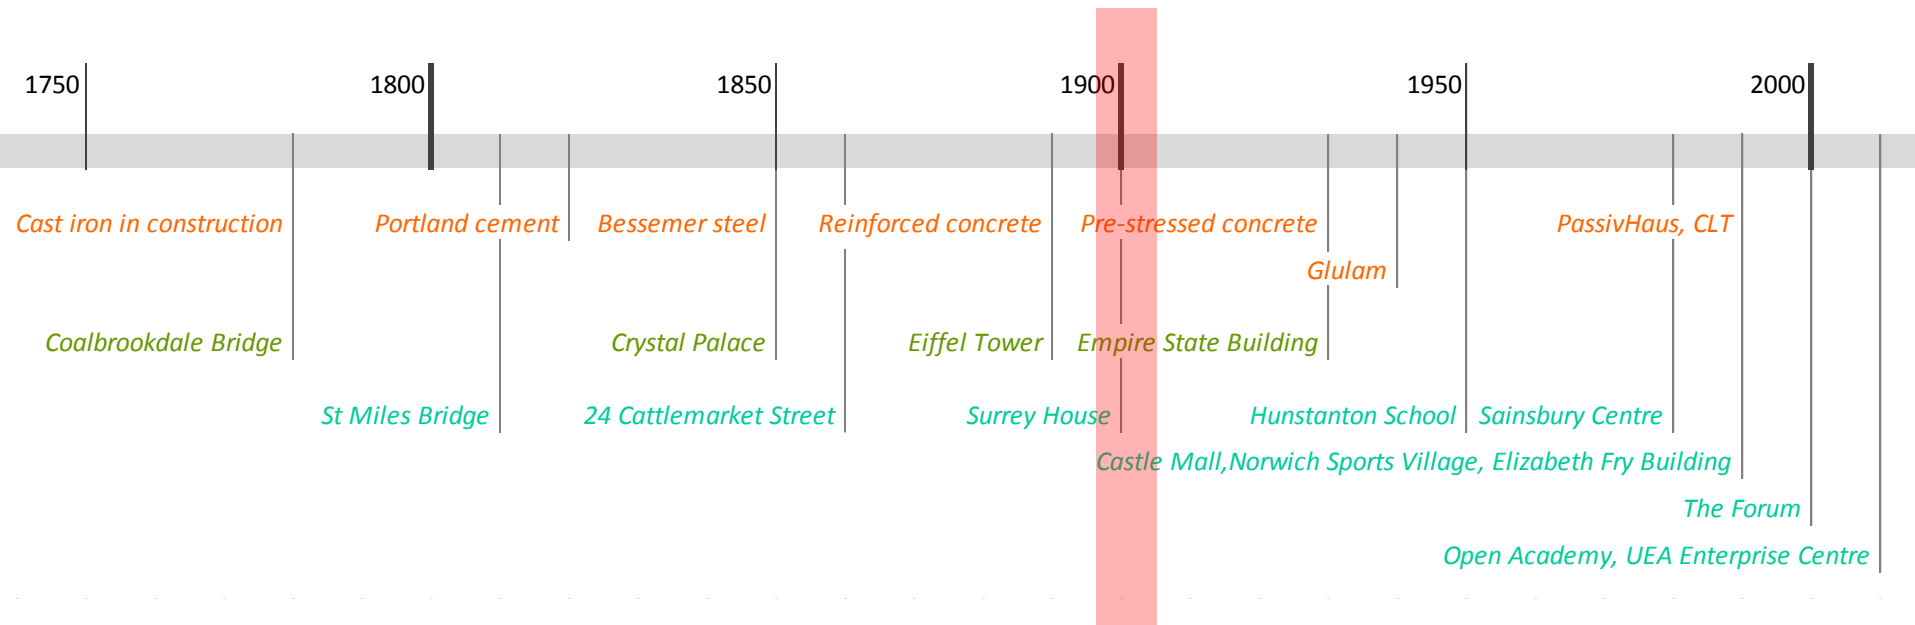 1750 1800 1850 1900 1950 2000
Cast iron in construction Portland cement Bessemer steel Reinforced concrete Pre-stressed concrete PassivHaus, CLT
Glulam
Coalbrookdale Bridge Crystal Palace Eiffel Tower Empire State Building
St Miles Bridge 24 Cattlemarket Street Surrey House Hunstanton School Sainsbury Centre
Castle Mall,Norwich Sports Village, Elizabeth Fry Building
The Forum
Open Academy, UEA Enterprise Centre